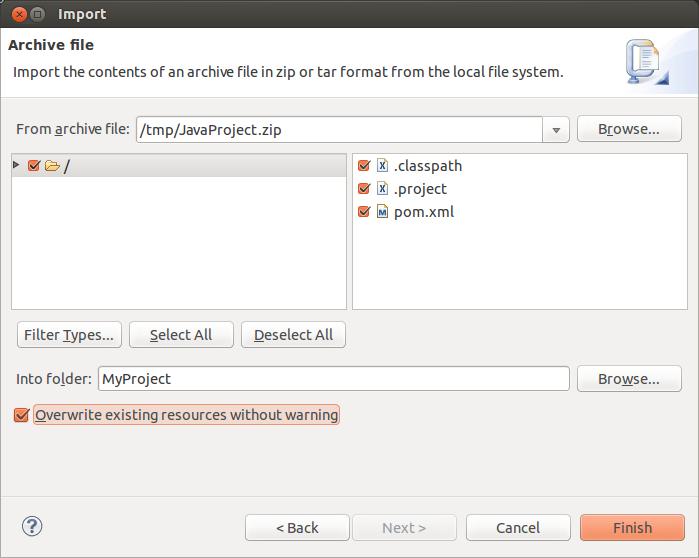 Import
Archive file
Import the contents of an archive file in zip or tar format from the local file system.
From archive file: /tmp/JavaProject.zip Browse...
/
.classpath
.project
pom.xml
Filter Types... Select All Deselect All
Into folder: MyProject Browse...
Overwrite existing resources without warning
? < Back Next > Cancel Finish